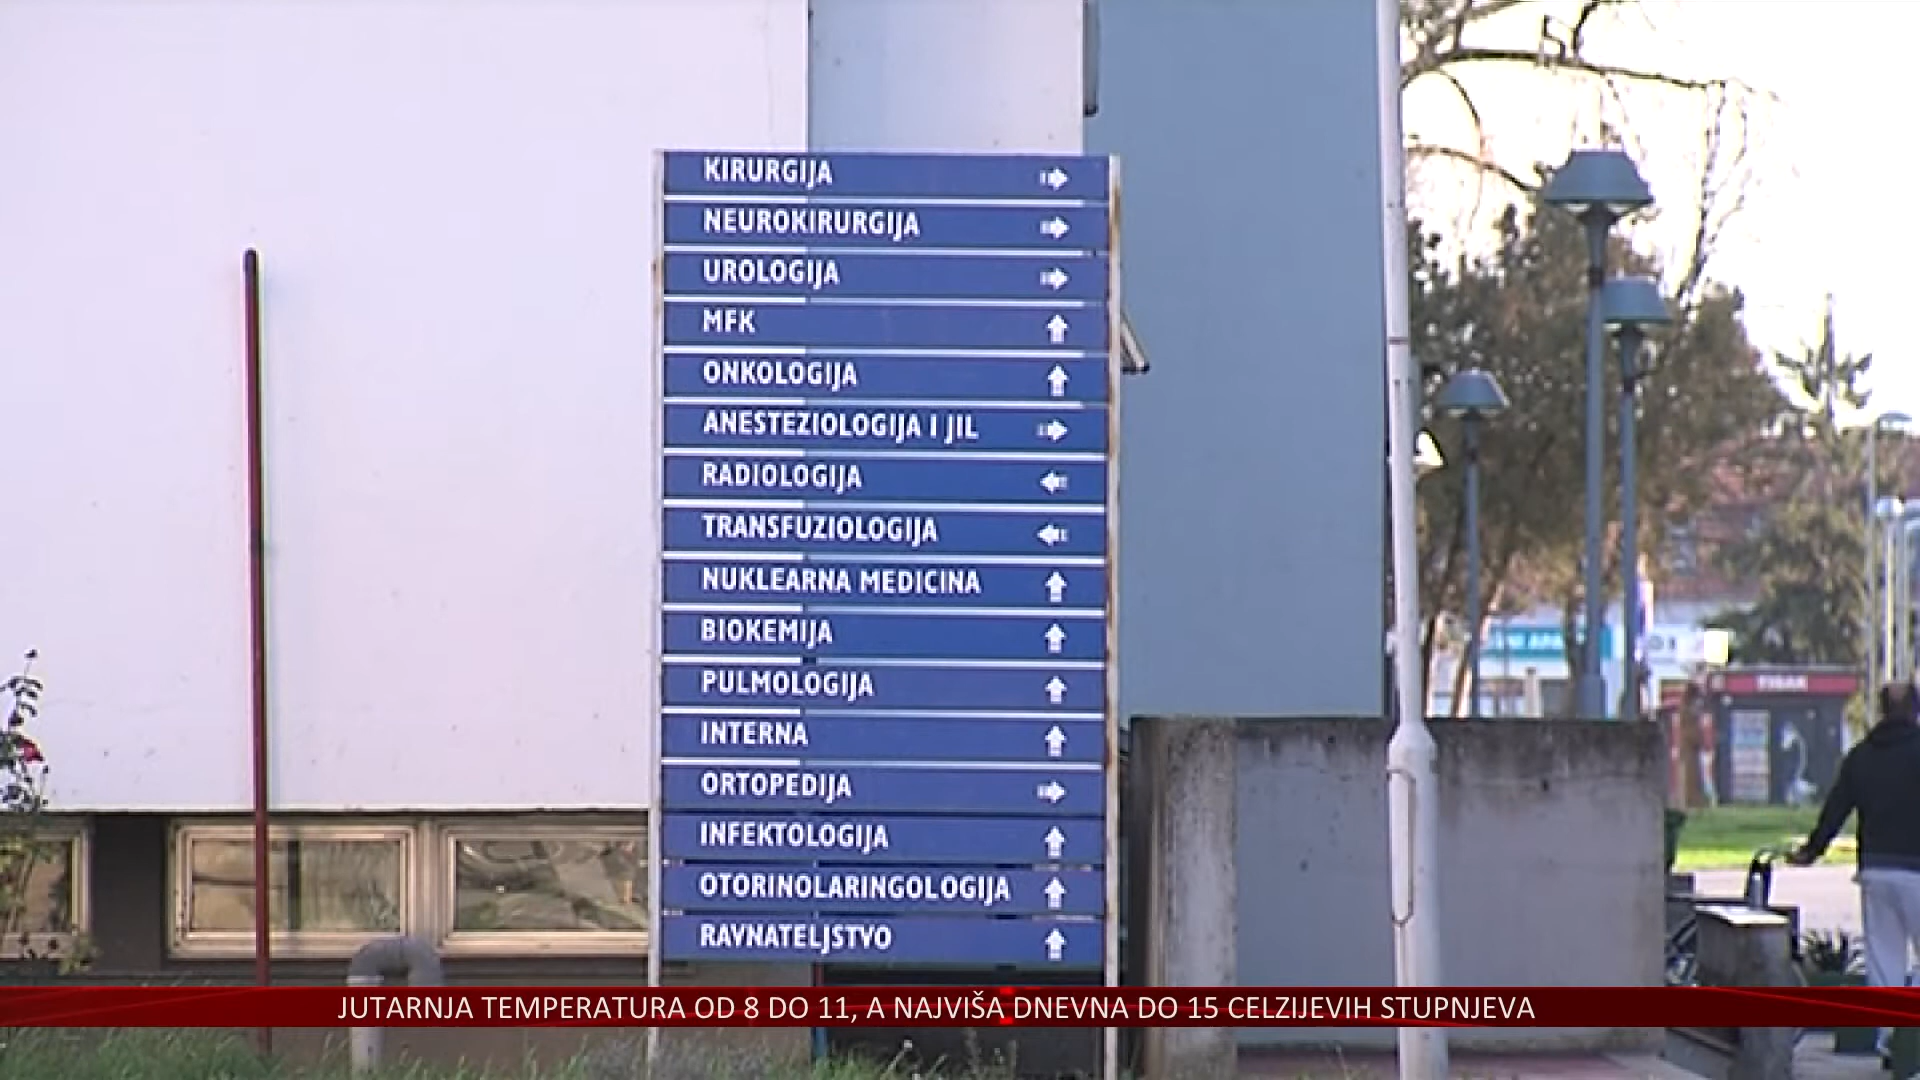 KIRURGIJA
NEUROKIRURGIJA
UROLOGIJA
MFK
ONKOLOGIJA
ANESTEZIOLOGIJA I JIL
RADIOLOGIJA
TRANSFUZIOLOGIJA
NUKLEARNA MEDICINA
BIOKEMIJA
PULMOLOGIJA
INTERNA
ORTOPEDIJA
INFEKTOLOGIJA
OTORINOLARINGOLOGIJA
RAVNATELJSTVO
TISAK
JUTARNJA TEMPERATURA OD 8 DO 11, A NAJVIŠA DNEVNA DO 15 CELZIJEVIH STUPNJEVA